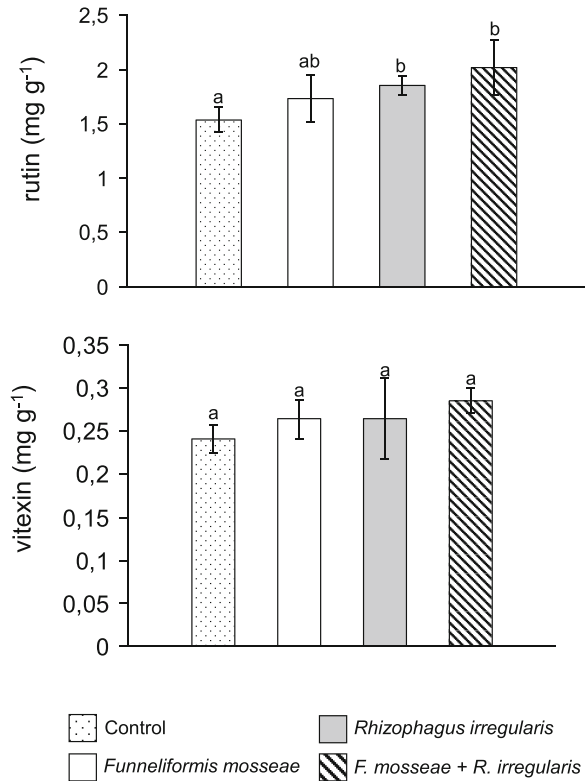 rutin (mg g-1)
2,5
2
1,5
1
0,5
0
a
ab
b
b
vitexin (mg g-1)
0,35
0,3
0,25
0,2
0,15
0,1
0,05
0
a
a
a
a
Control
Rhizophagus irregularis
Funneliformis mosseae
F. mosseae + R. irregularis